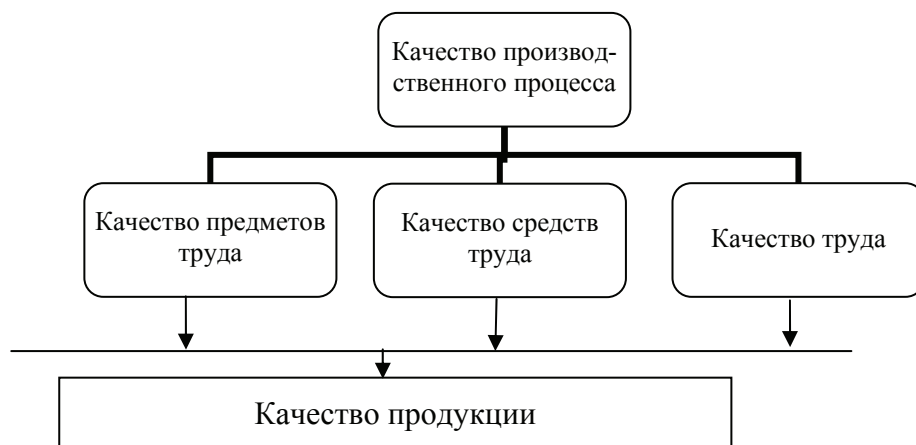 Качество производ-
ственного процесса
Качество предметов
труда
Качество средств
труда
Качество труда
Качество продукции